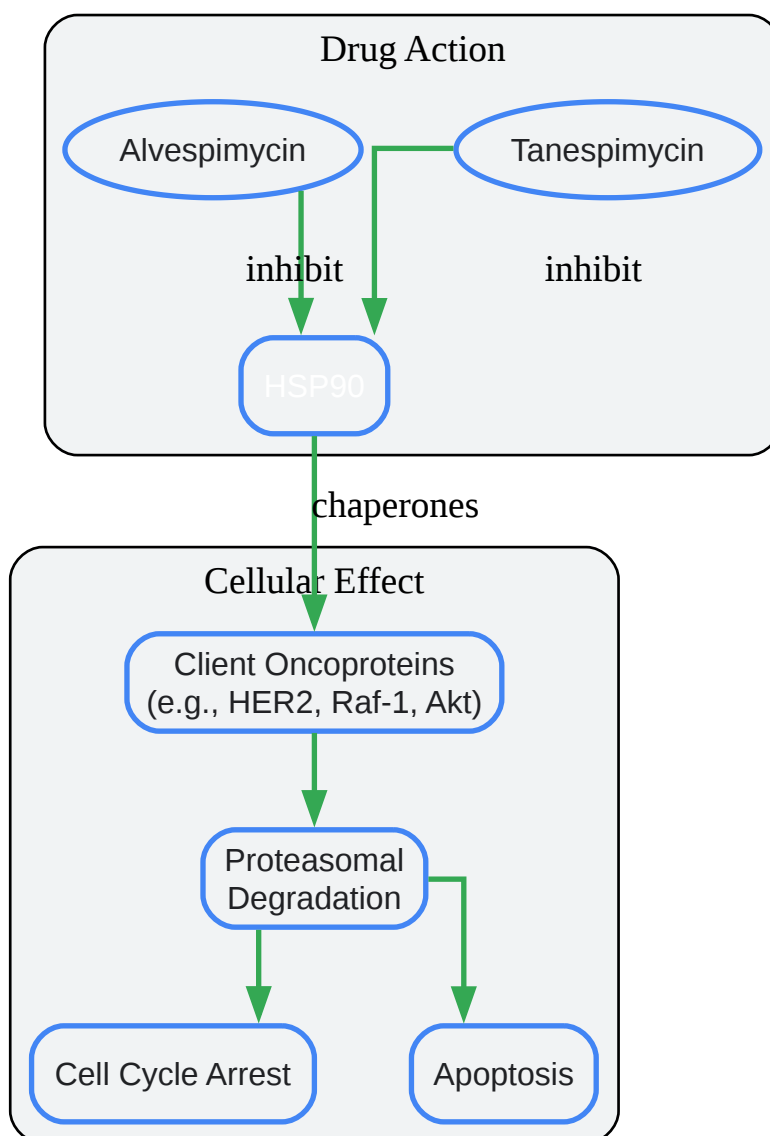 Drug Action
Alvespimycin
Tanespimycin
inhibit
inhibit
HSP90
chaperones
Cellular Effect
Client Oncoproteins
(e.g., HER2, Raf-1, Akt)
Proteasomal
Degradation
Cell Cycle Arrest
Apoptosis